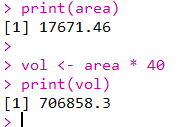 > print(area)
[1] 17671.46
>
> vol <- area * 40
> print(vol)
[1] 706858.3
>